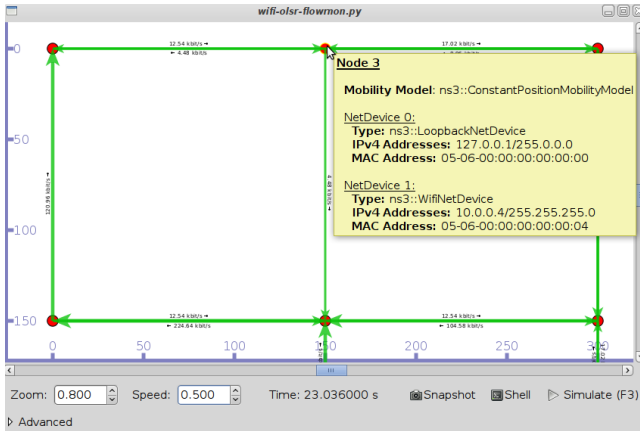 wifi-olsr-flowmon.py
0
12.54 kbit/s →
← 4.48 kbit/s
17.02 kbit/s →
Node 3
Mobility Model: ns3::ConstantPositionMobilityModel
NetDevice 0:
Type: ns3::LoopbackNetDevice
IPv4 Addresses: 127.0.0.1/255.0.0.0
MAC Address: 05-06-00:00:00:00:00:00
NetDevice 1:
Type: ns3::WifiNetDevice
IPv4 Addresses: 10.0.0.4/255.255.255.0
MAC Address: 05-06-00:00:00:00:00:04
50
120.96 kbit/s →
4.48 kbit/s →
100
150
12.54 kbit/s →
← 224.64 kbit/s
12.54 kbit/s →
← 104.58 kbit/s
0 50 100 150 200 250 300
Zoom: 0.800 Speed: 0.500 Time: 23.036000 s Snapshot Shell Simulate (F3)
Advanced